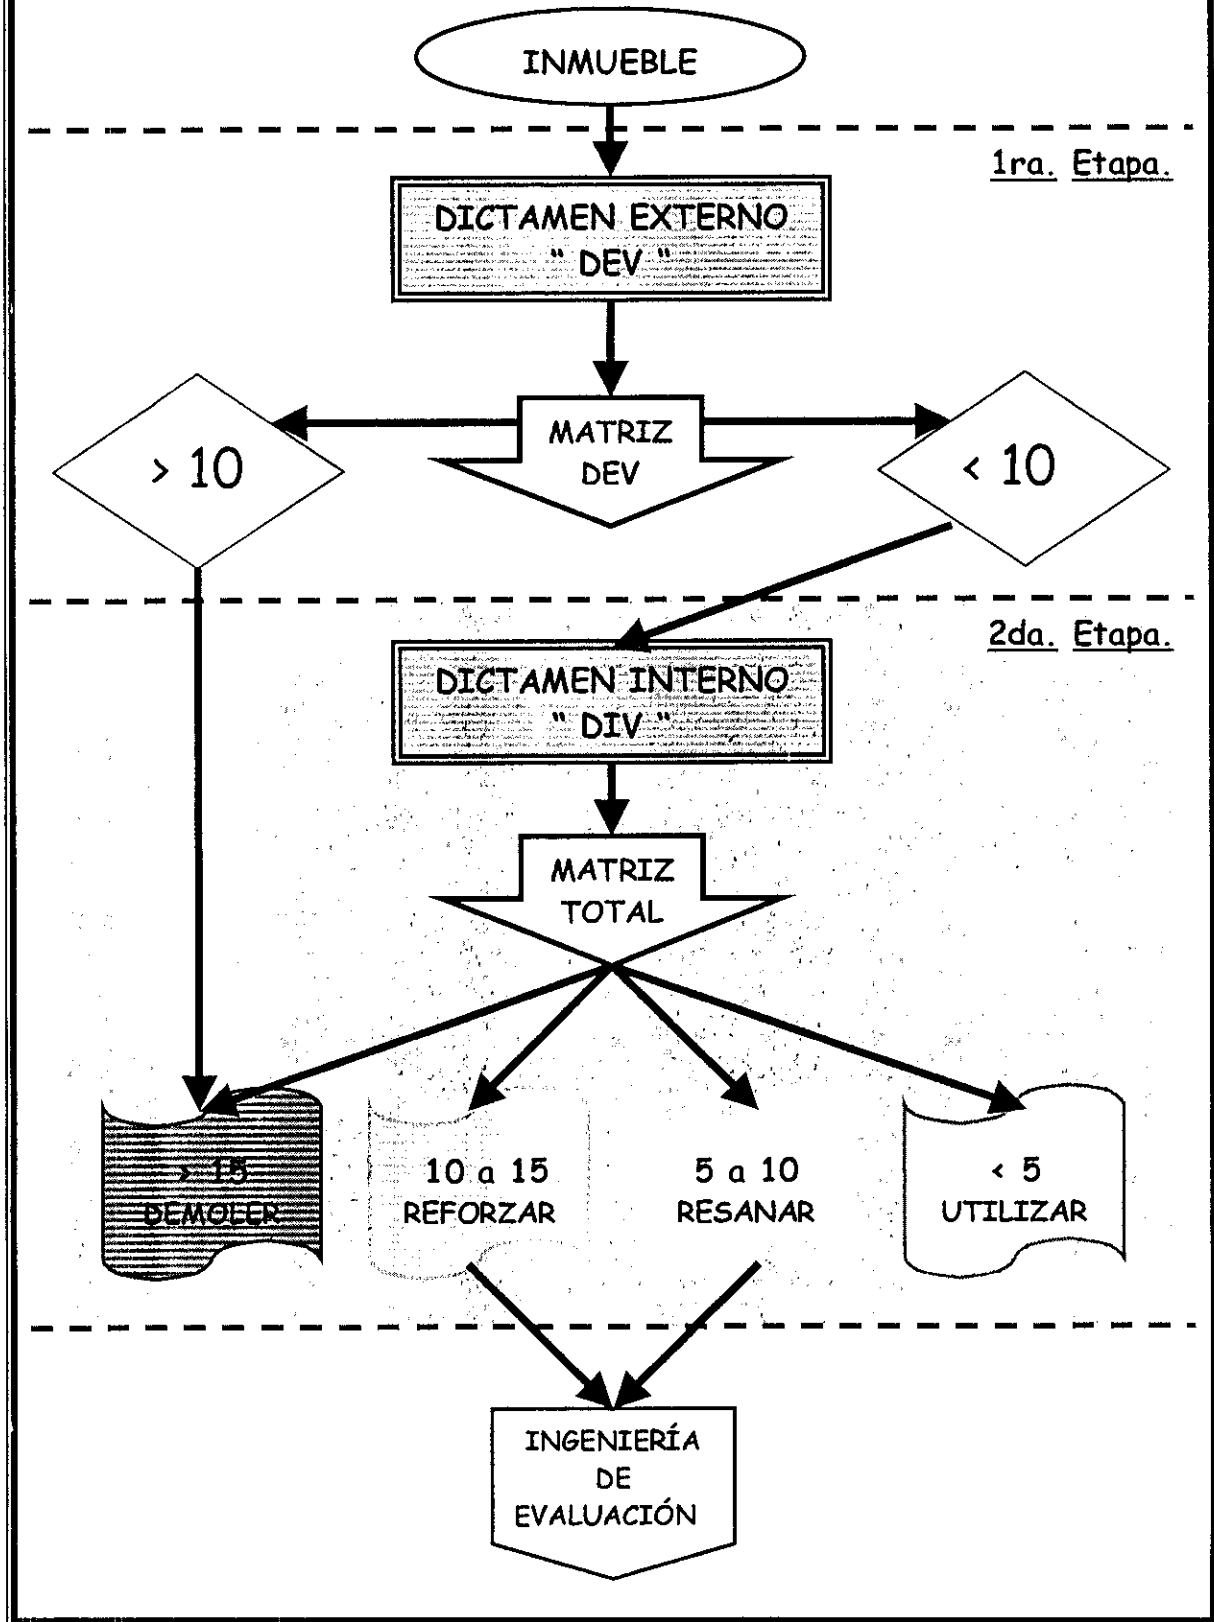 INMUEBLE
1ra. Etapa.
DICTAMEN EXTERNO
" DEV "
MATRIZ
DEV
> 10
< 10
2da. Etapa.
DICTAMEN INTERNO
" DIV "
MATRIZ
TOTAL
> 15
DEMOLER
10 a 15
REFORZAR
5 a 10
RESANAR
< 5
UTILIZAR
INGENIERÍA
DE
EVALUACIÓN